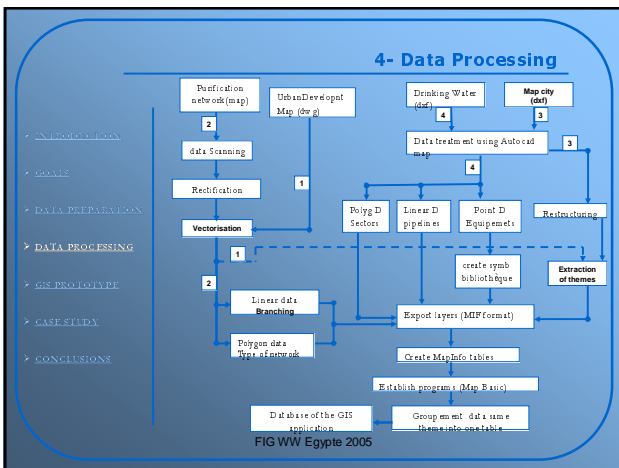 4- Data Processing
INTRODUCTION
GOALS
DATA PREPARATION
DATA PROCESSING
GIS PROTOTYPE
CASE STUDY
CONCLUSIONS
Purification
network (map)
UrbanDevelopnt
Map (dwg)
Drinking Water
(dxf)
Map city
(dxf)
2
4
3
data Scanning
Data treatment using Autocad
map
3
4
Rectification
1
Polyg D
Sectors
Linear D
pipelines
Point D
Equipemets
Restructuring
Vectorisation
1
create symb
bibliothèque
Extraction
of themes
2
Linear data
Branching
Export layers (MIF format)
Polygon data
Type of network
Create MapInfo tables
Establish programs (Map Basic)
Database of the GIS
application
Groupement data same
theme into one table
FIG WW Egypte 2005